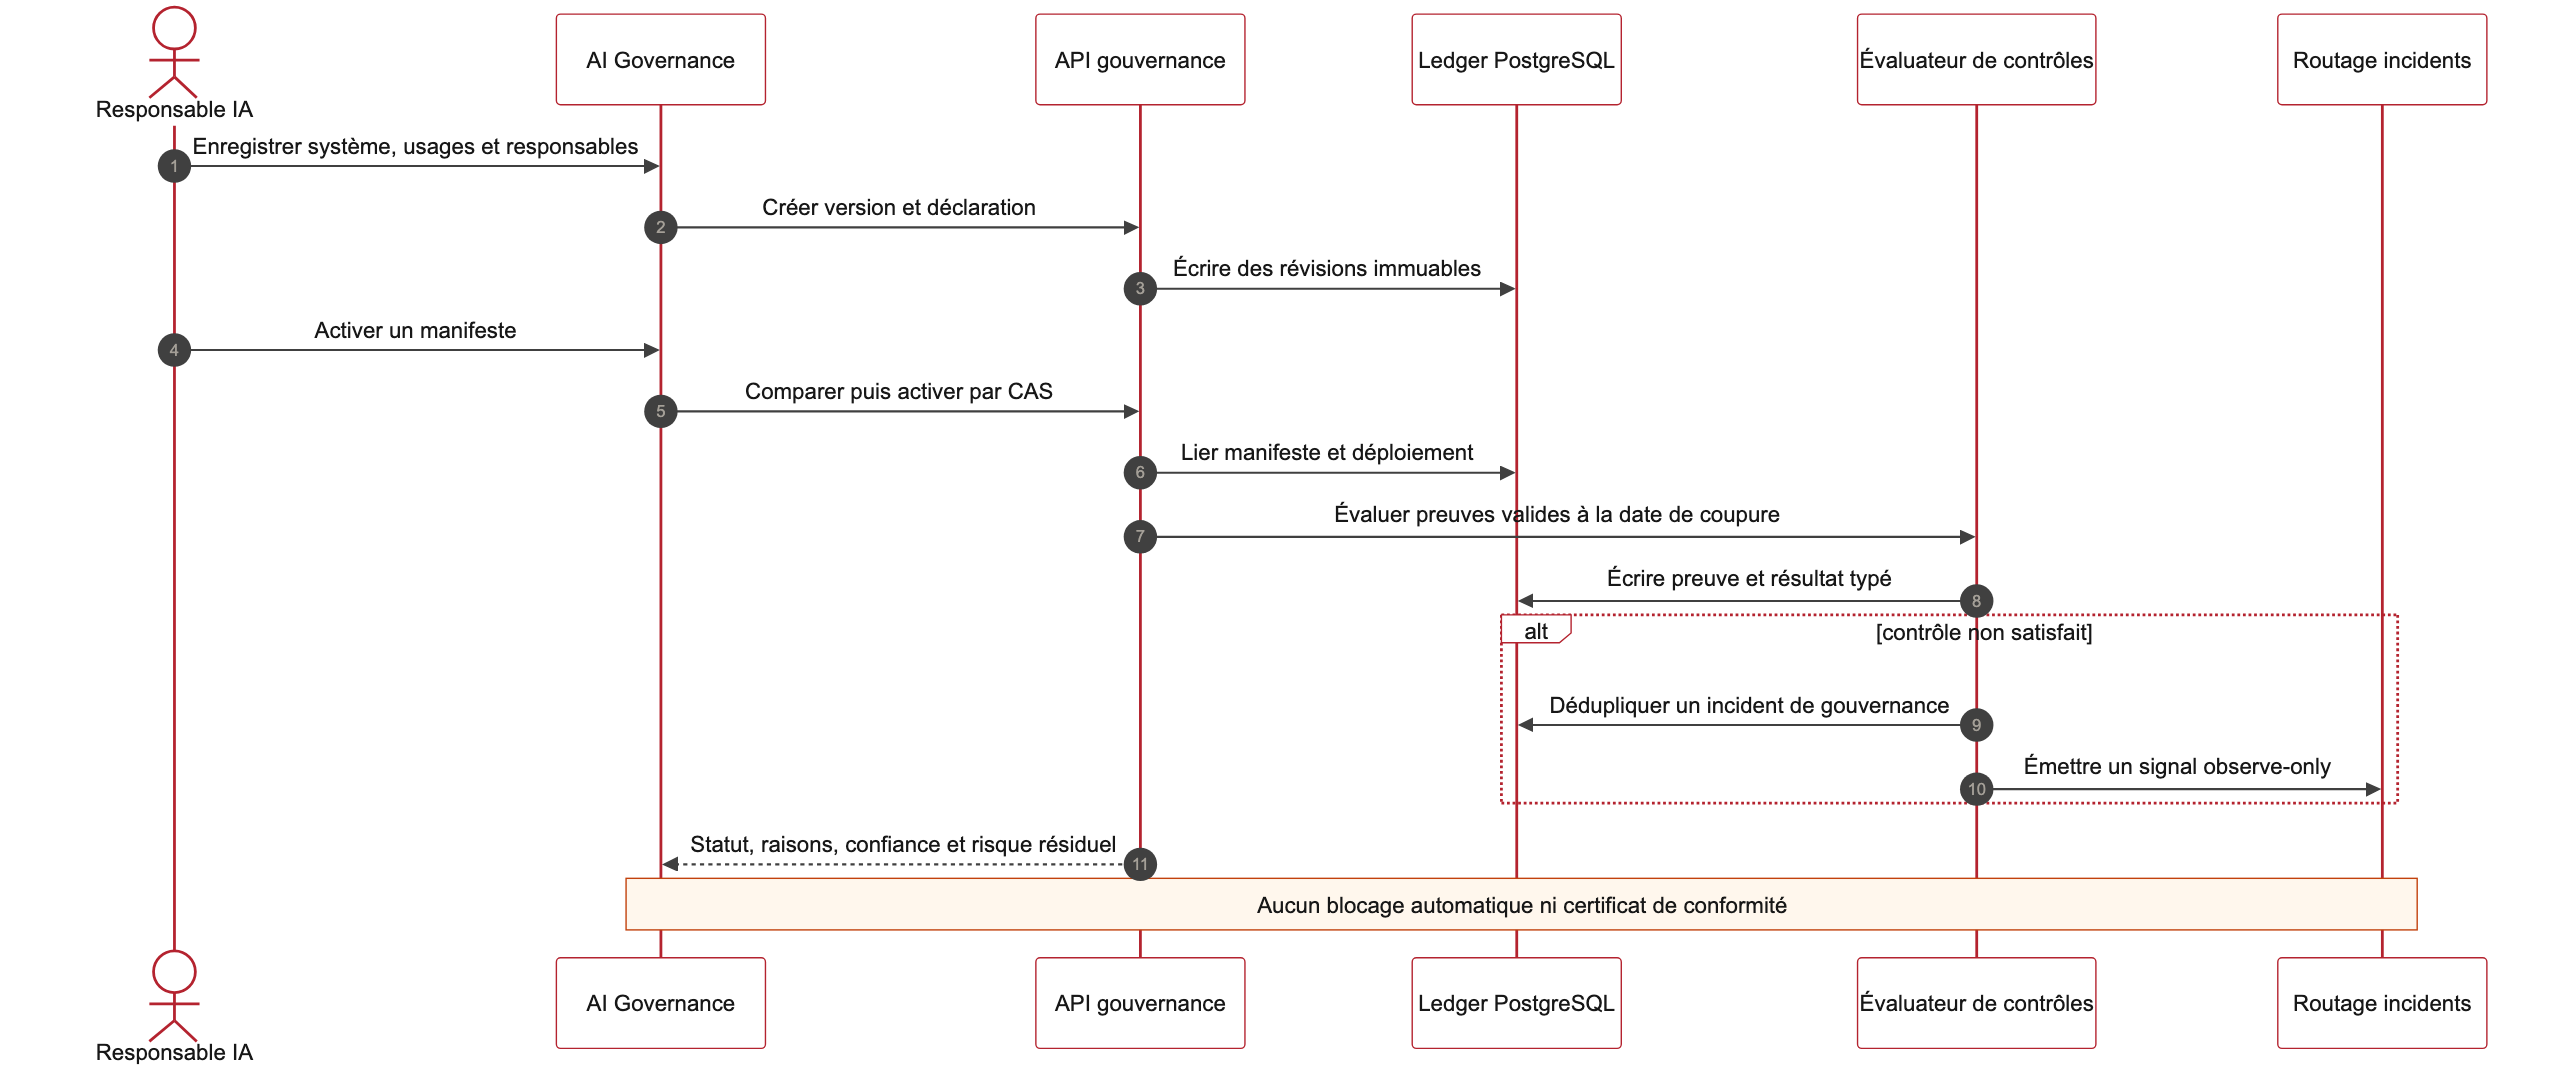 Responsable IA
AI Governance
API gouvernance
Ledger PostgreSQL
Évaluateur de contrôles
Routage incidents
1
Enregistrer système, usages et responsables
2
Créer version et déclaration
3
Écrire des révisions immuables
4
Activer un manifeste
5
Comparer puis activer par CAS
6
Lier manifeste et déploiement
7
Évaluer preuves valides à la date de coupure
8
Écrire preuve et résultat typé
alt
[contrôle non satisfait]
9
Dédupliquer un incident de gouvernance
10
Émettre un signal observe-only
11
Statut, raisons, confiance et risque résiduel
Aucun blocage automatique ni certificat de conformité
Responsable IA
AI Governance
API gouvernance
Ledger PostgreSQL
Évaluateur de contrôles
Routage incidents